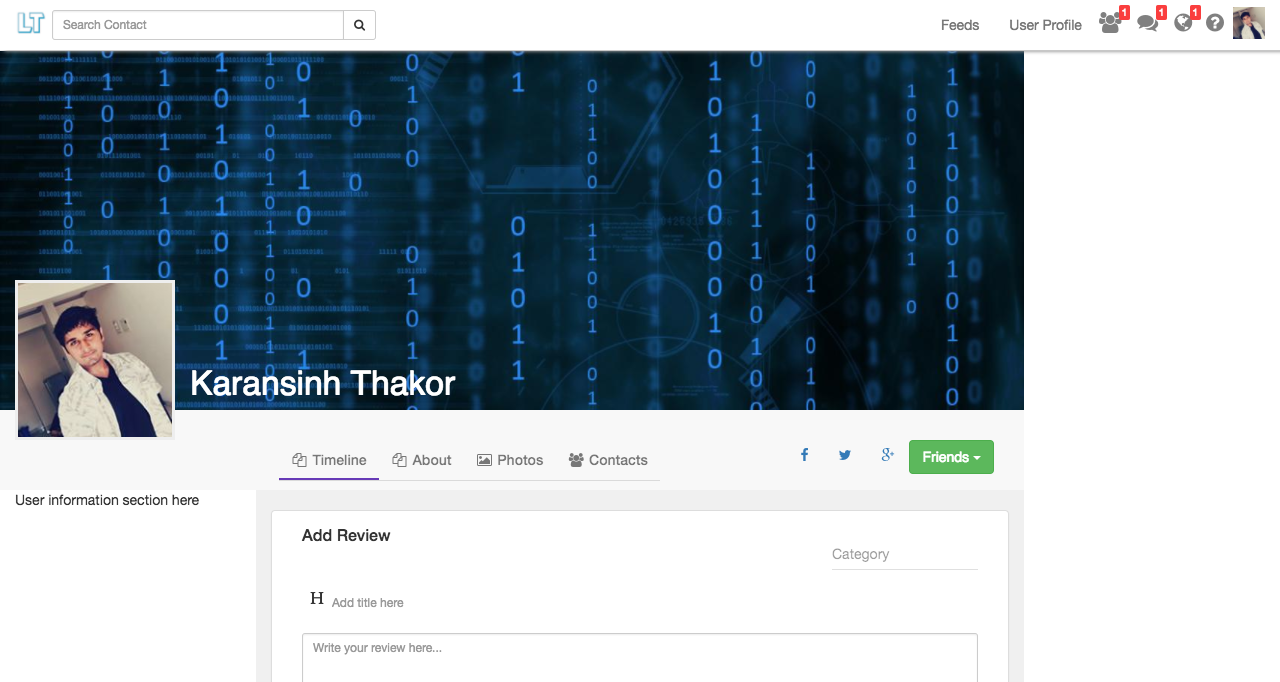 LT
Search Contact
Feeds
User Profile
1
1
1
Karansinh Thakor
Timeline
About
Photos
Contacts
Friends
User information section here
Add Review
Category
H
Add title here
Write your review here...